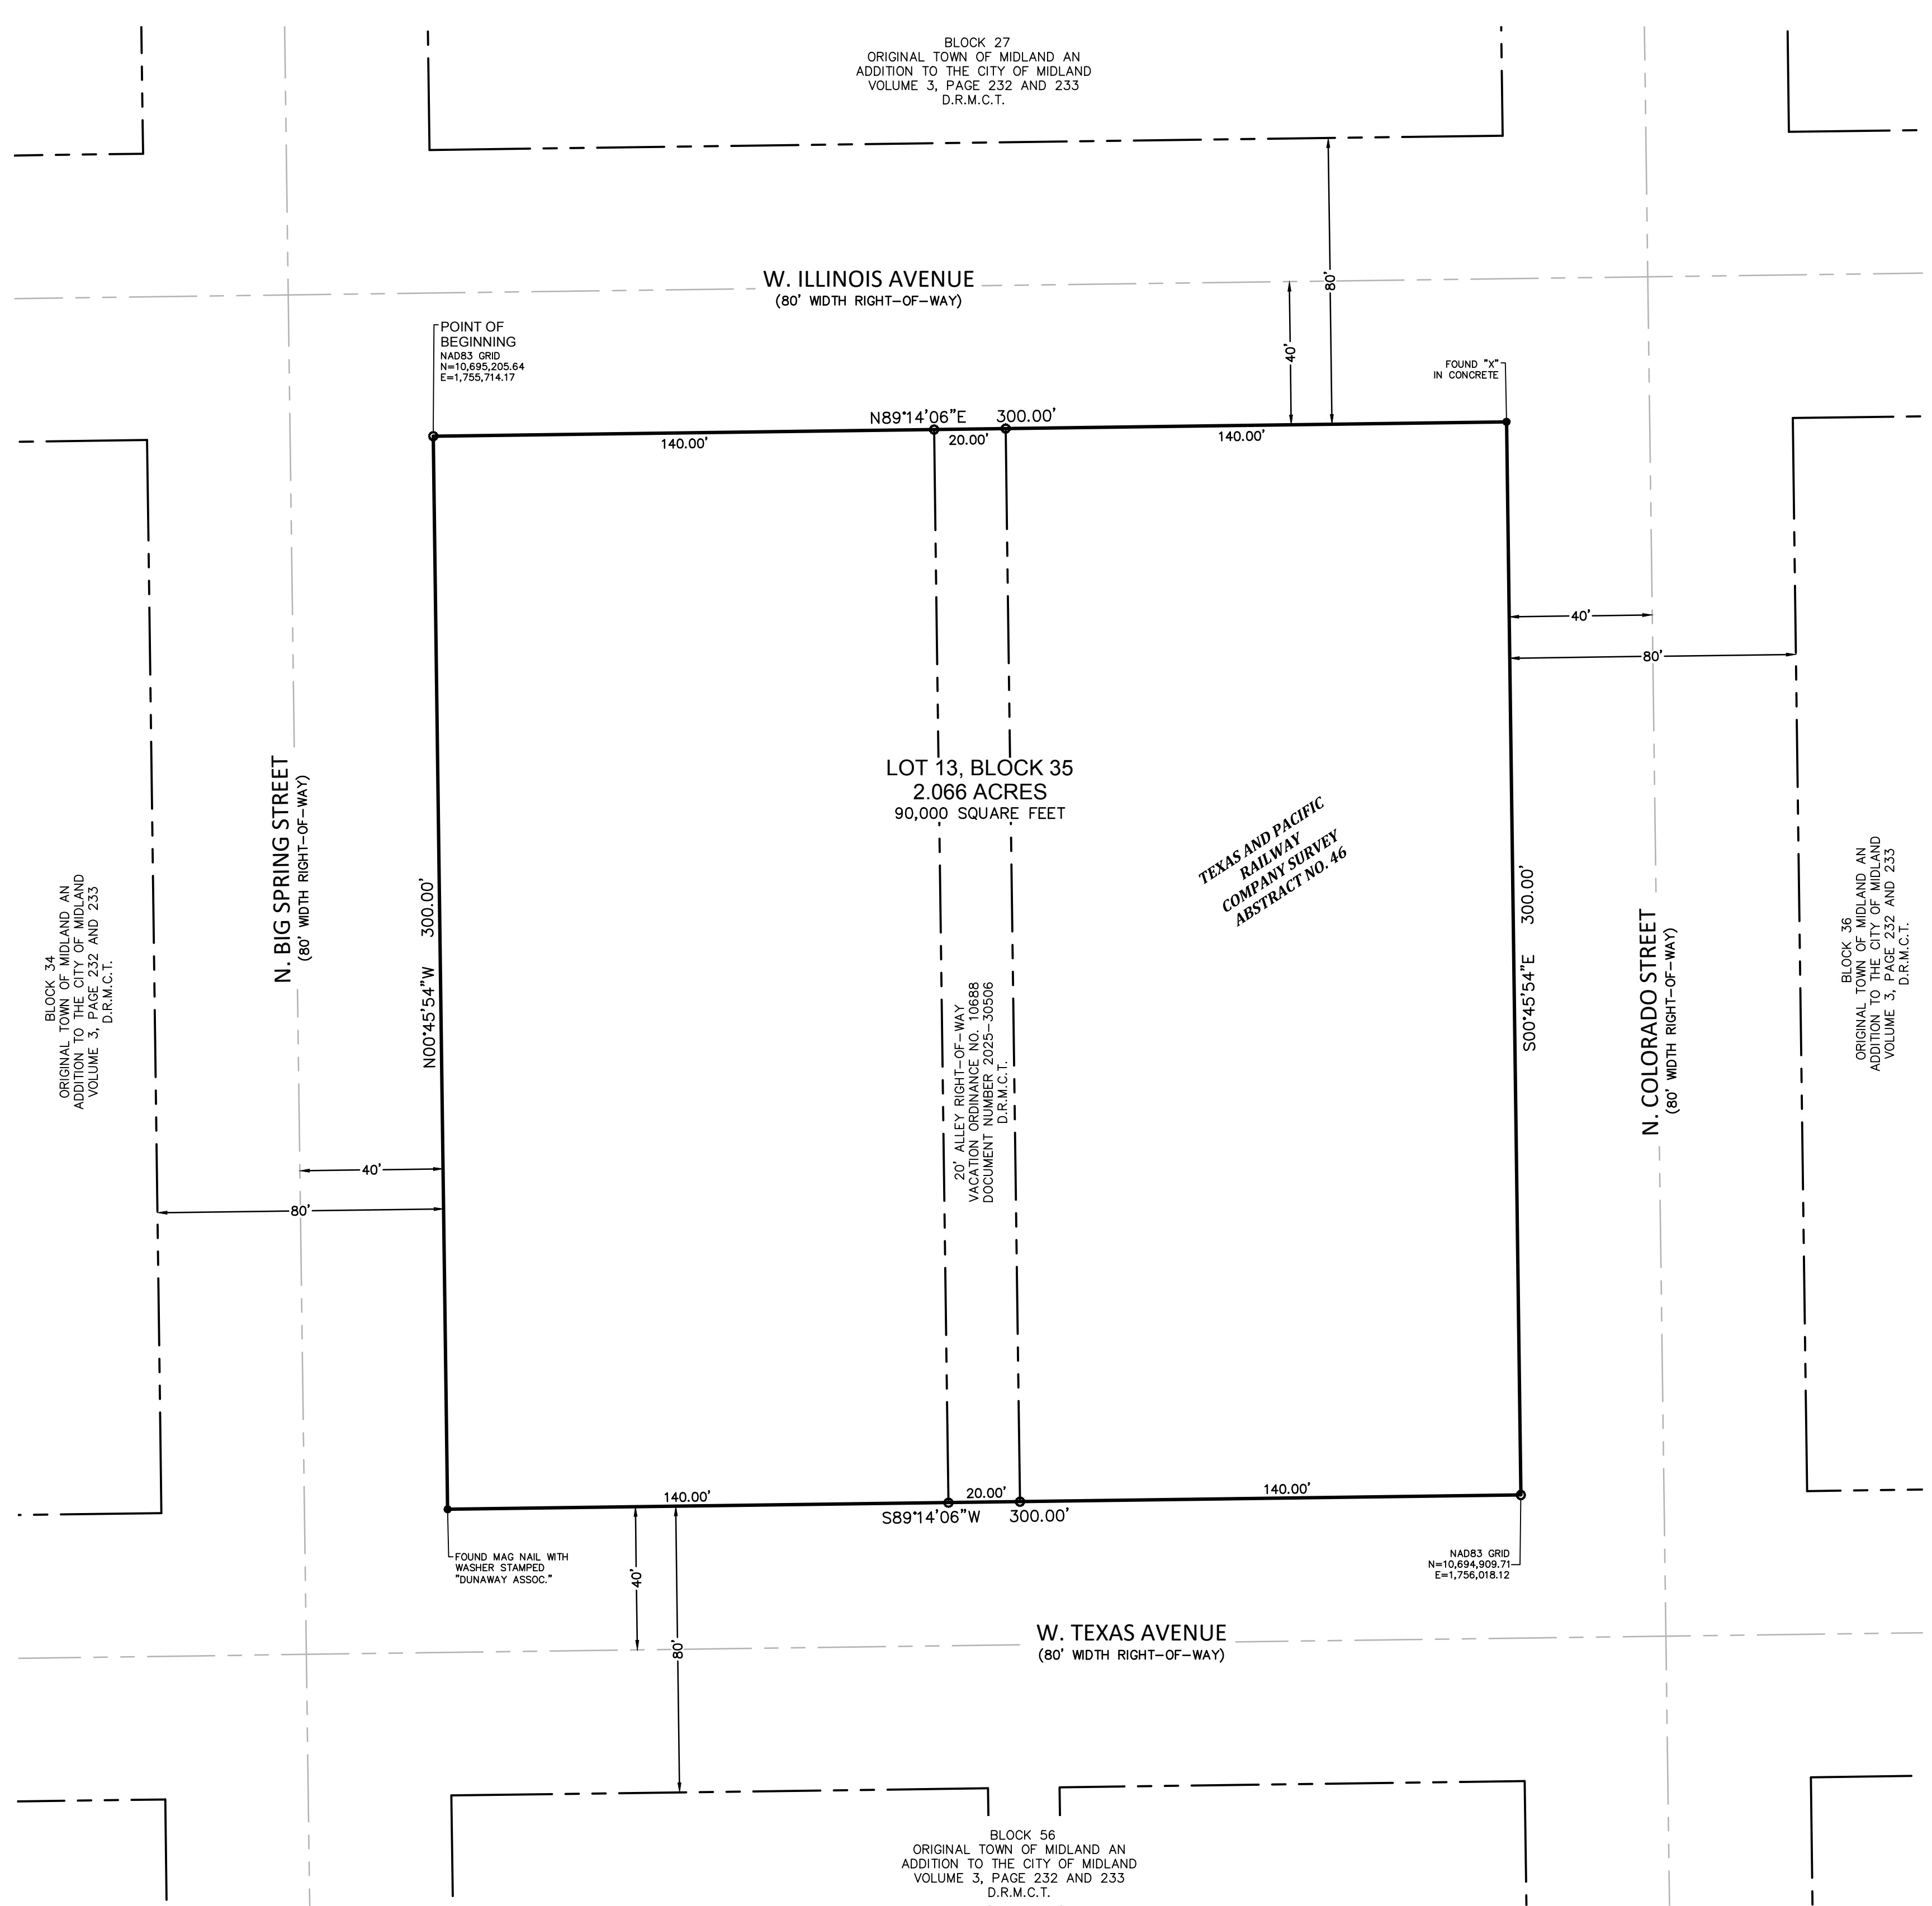 BLOCK 27
ORIGINAL TOWN OF MIDLAND AN
ADDITION TO THE CITY OF MIDLAND
VOLUME 3, PAGE 232 AND 233
D.R.M.C.T.
W. ILLINOIS AVENUE
(80' WIDTH RIGHT-OF-WAY)
80'
40'
POINT OF
BEGINNING
NAD83 GRID
N=10,695,205.64
E=1,755,714.17
FOUND "X"
IN CONCRETE
N89°14'06"E 300.00'
140.00'
20.00'
140.00'
40'
80'
LOT 13, BLOCK 35
2.066 ACRES
90,000 SQUARE FEET
TEXAS AND PACIFIC
RAILWAY
COMPANY SURVEY
ABSTRACT NO. 46
N. BIG SPRING STREET
(80' WIDTH RIGHT-OF-WAY)
N00°45'54"W 300.00'
BLOCK 34
ORIGINAL TOWN OF MIDLAND AN
ADDITION TO THE CITY OF MIDLAND
VOLUME 3, PAGE 232 AND 233
D.R.M.C.T.
20' ALLEY RIGHT-OF-WAY
VACATION ORDINANCE NO. 10688
DOCUMENT NUMBER 2025-30506
D.R.M.C.T.
S00°45'54"E 300.00'
N. COLORADO STREET
(80' WIDTH RIGHT-OF-WAY)
BLOCK 36
ORIGINAL TOWN OF MIDLAND AN
ADDITION TO THE CITY OF MIDLAND
VOLUME 3, PAGE 232 AND 233
D.R.M.C.T.
40'
80'
140.00'
20.00'
140.00'
S89°14'06"W 300.00'
FOUND MAG NAIL WITH
WASHER STAMPED
"DUNAWAY ASSOC."
NAD83 GRID
N=10,694,909.71
E=1,756,018.12
40'
80'
W. TEXAS AVENUE
(80' WIDTH RIGHT-OF-WAY)
BLOCK 56
ORIGINAL TOWN OF MIDLAND AN
ADDITION TO THE CITY OF MIDLAND
VOLUME 3, PAGE 232 AND 233
D.R.M.C.T.